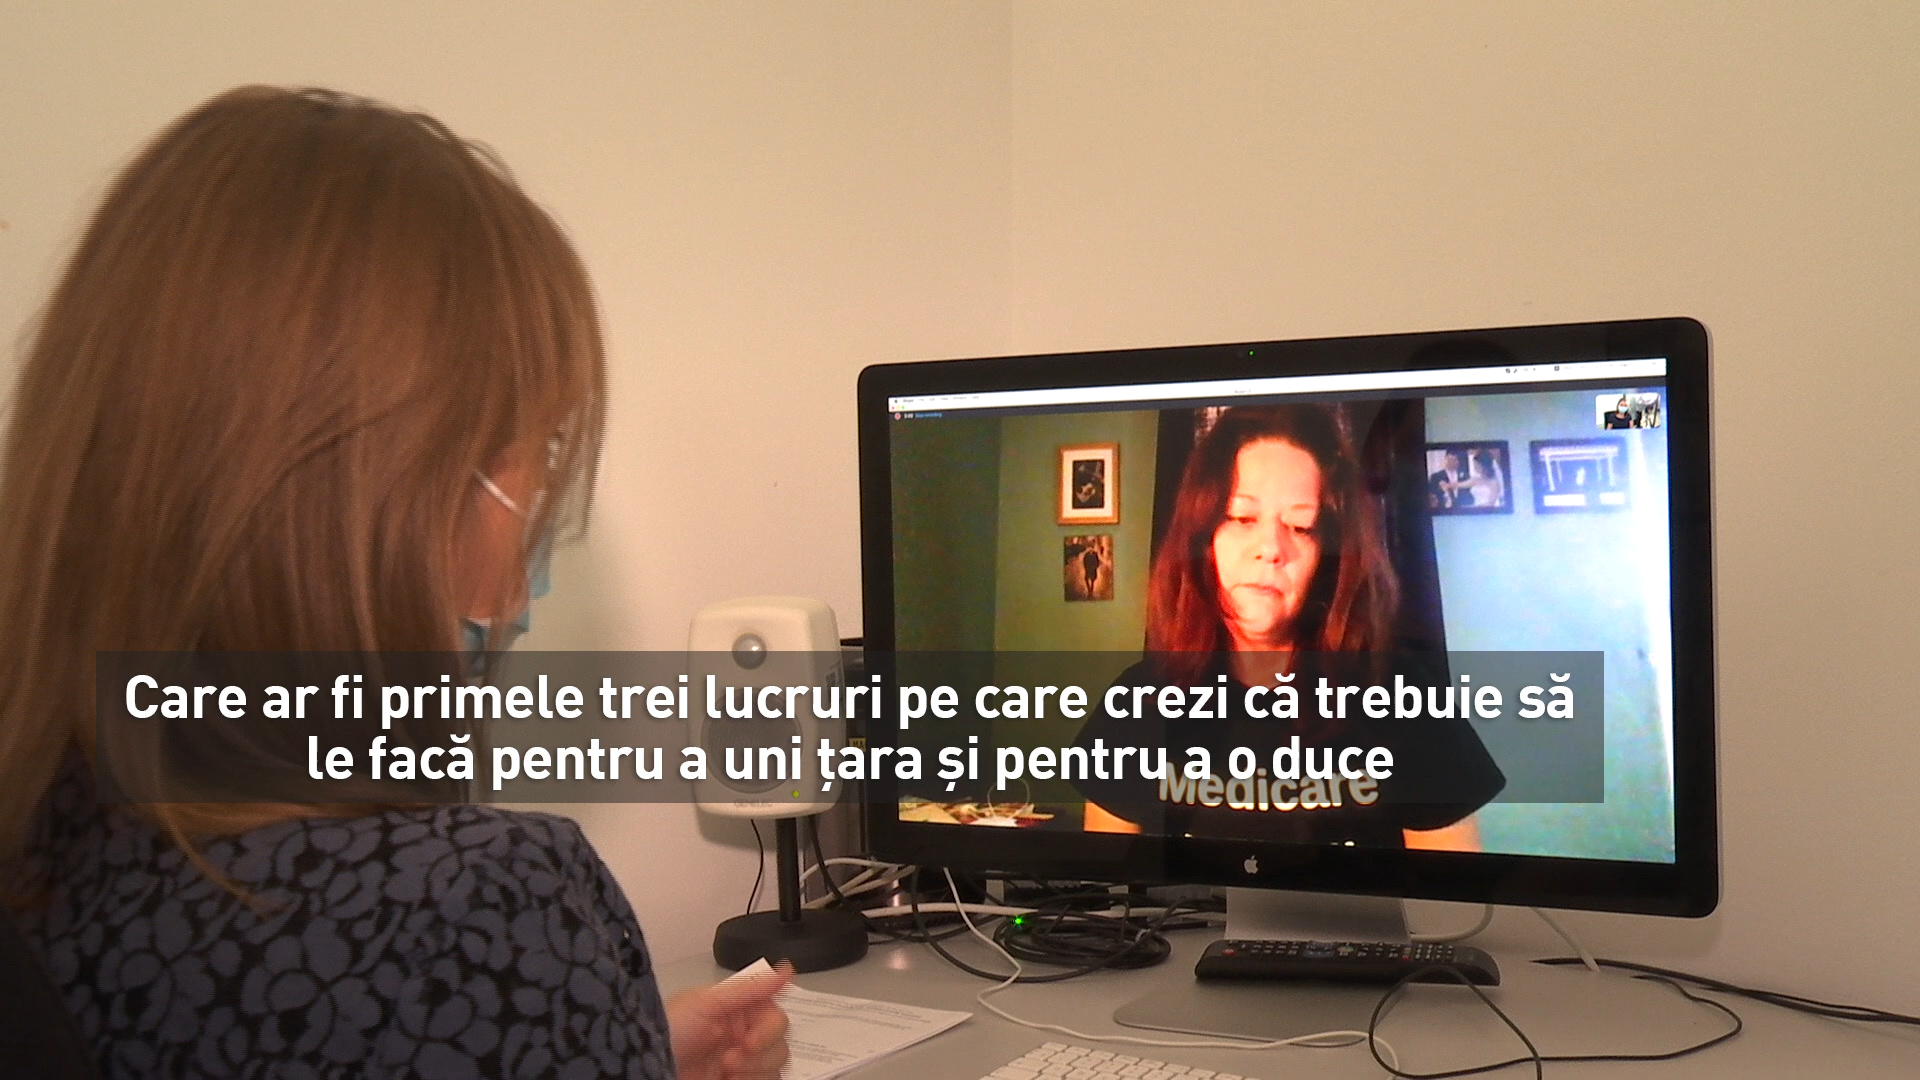 Care ar fi primele trei lucruri pe care crezi că trebuie să
le facă pentru a uni țara și pentru a o duce
Medicare
GENELEC